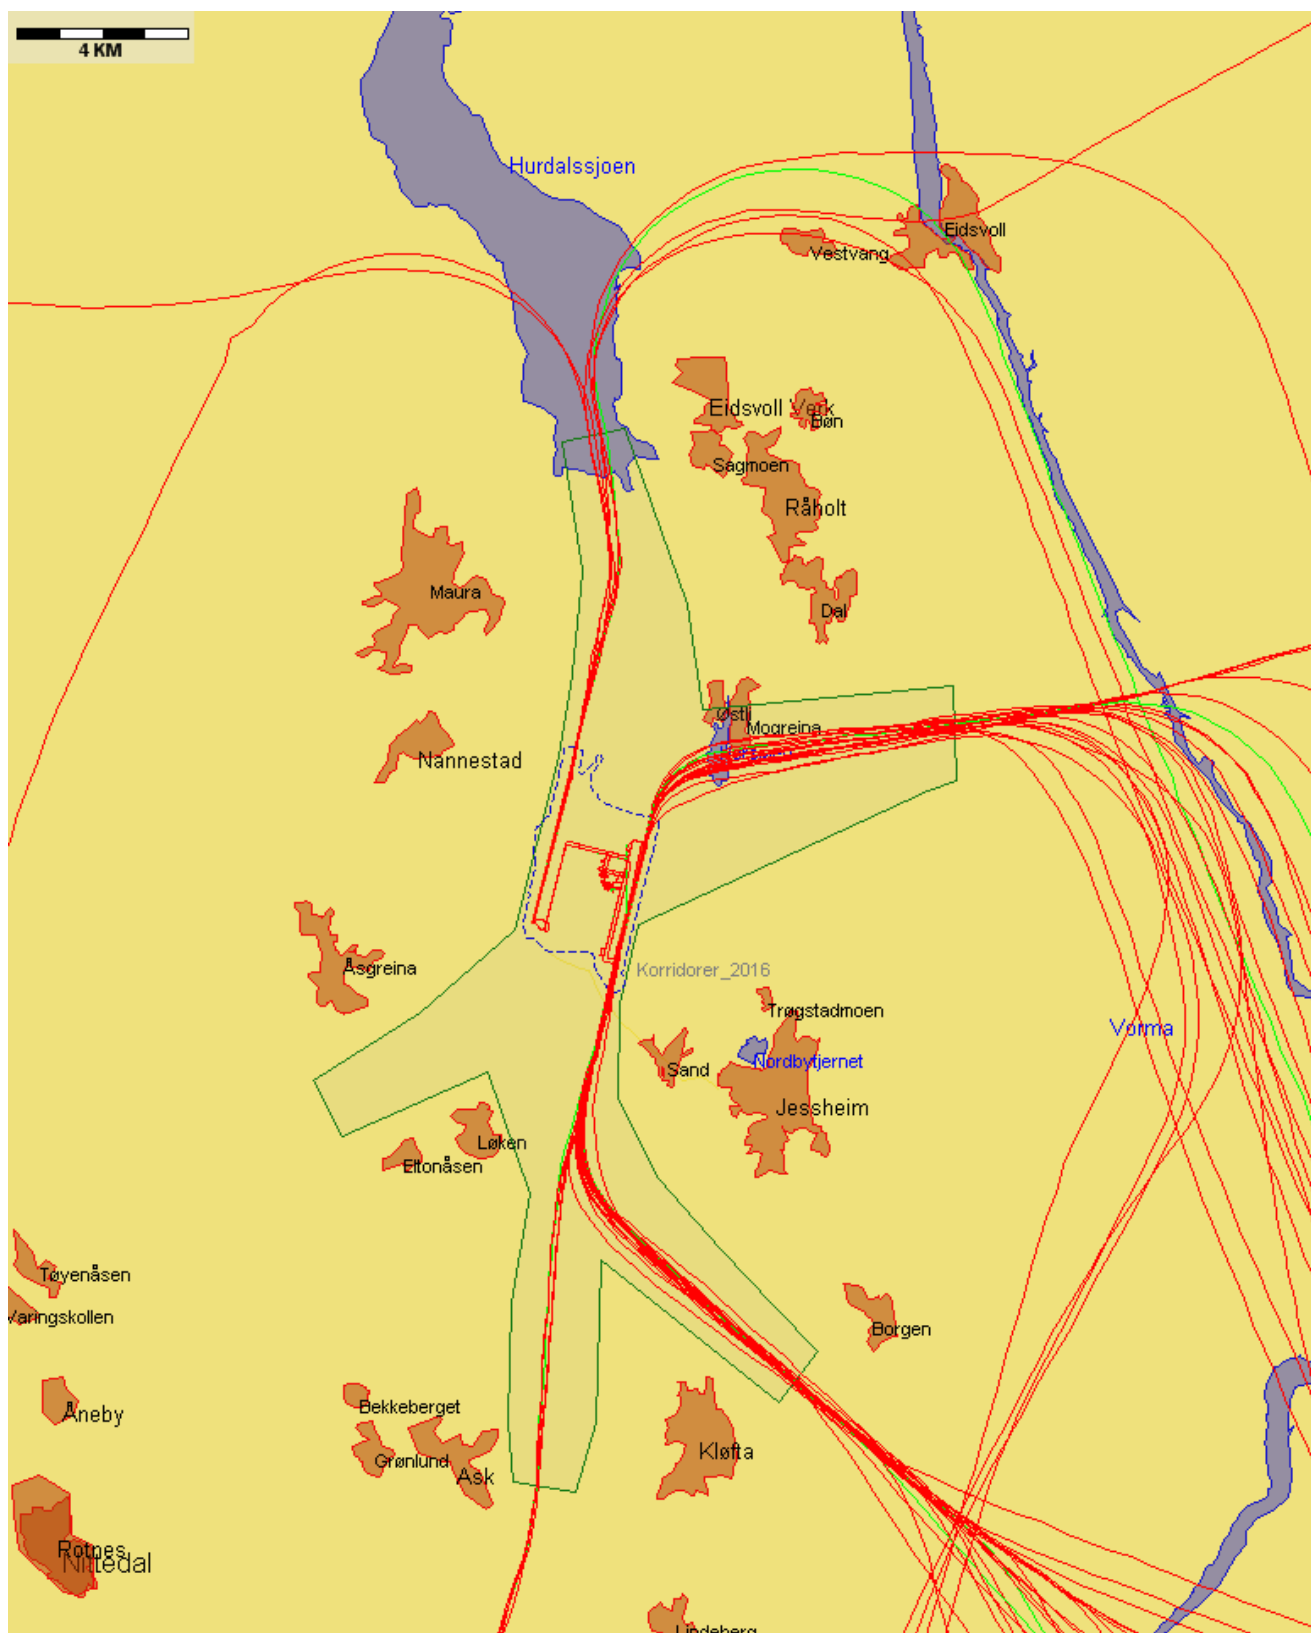 4 KM
Hurdalssjoen
Eidsvoll
Vestvang
Eidsvoll Verk
Bøn
Sagmoen
Råholt
Maura
Dal
Østli
Mogreina
Nannestad
Åsgreina
Korridorer_2016
Trøgstadmoen
Vorma
Nordbytjernet
Sand
Jessheim
Løken
Eltonåsen
Tøyenåsen
Varingskollen
Borgen
Bekkeberget
Åneby
Grønlund
Kløfta
Ask
Rotnes
Nittedal
Lindeberg